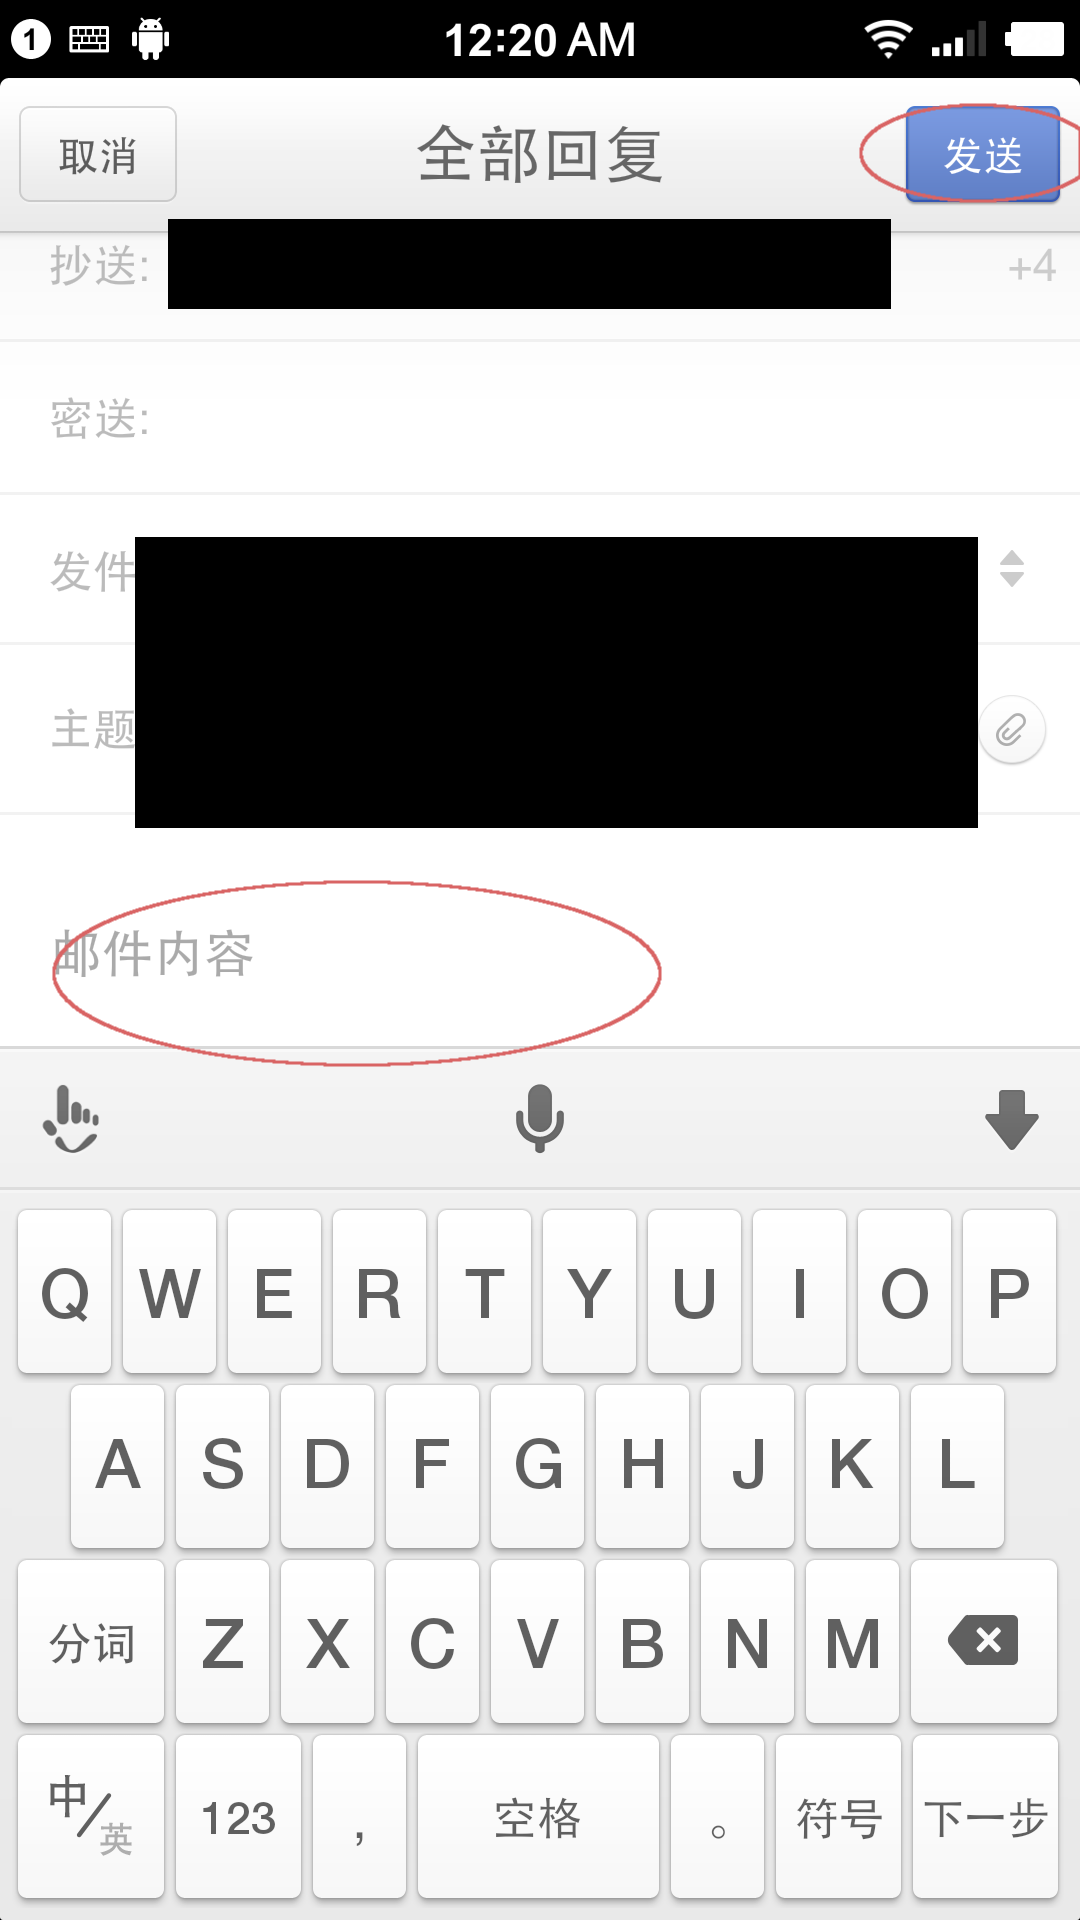 1 12:20 AM
取消 全部回复 发送
抄送: +4
密送:
发件
主题
邮件内容
Q W E R T Y U I O P
A S D F G H J K L
分词 Z X C V B N M
中/英 123 , 空格 。 符号 下一步